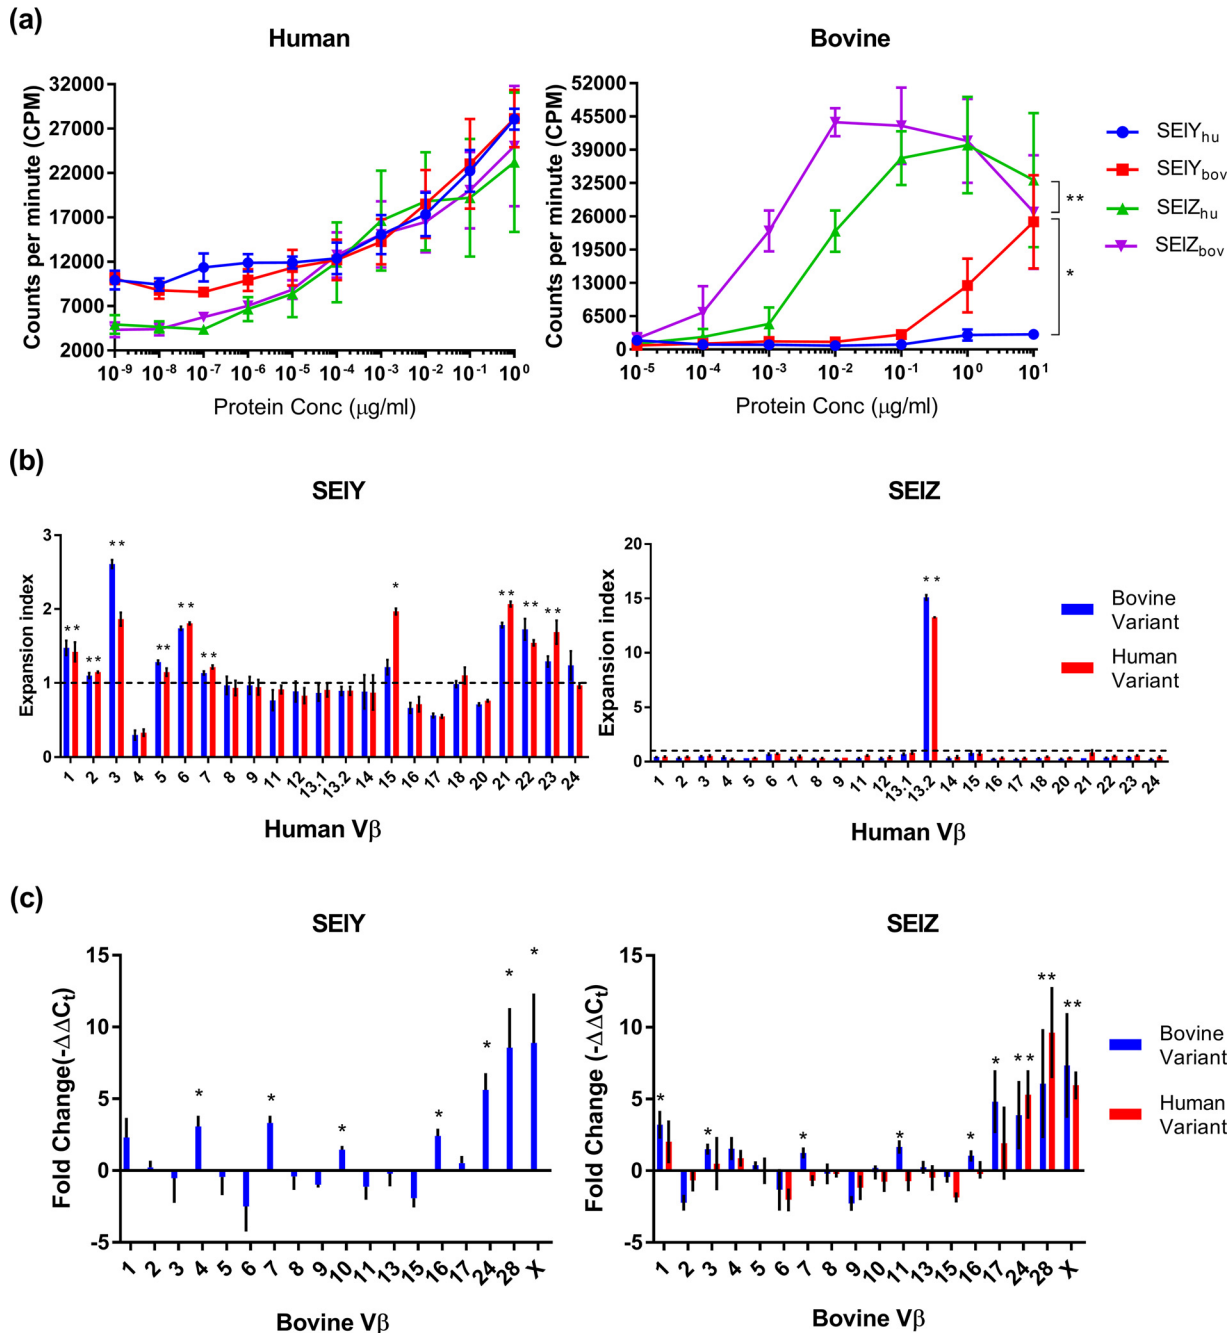 (a)
Human
Bovine
Counts per minute (CPM)
32000
27000
22000
17000
12000
7000
2000
10⁻⁹ 10⁻⁸ 10⁻⁷ 10⁻⁶ 10⁻⁵ 10⁻⁴ 10⁻³ 10⁻² 10⁻¹ 10⁰
Protein Conc (μg/ml)
Counts per minute (CPM)
52000
45500
39000
32500
26000
19500
13000
6500
0
10⁻⁵ 10⁻⁴ 10⁻³ 10⁻² 10⁻¹ 10⁰ 10¹
Protein Conc (μg/ml)
SElY hu
SElY bov
SElZ hu
SElZ bov
**
*
(b)
SElY
Expansion index
3
2
1
0
** ** ** ** ** ** * ** ** **
1 2 3 4 5 6 7 8 9 11 12 13.1 13.2 14 15 16 17 18 20 21 22 23 24
Human Vβ
SElZ
Expansion index
20
15
10
5
0
* *
1 2 3 4 5 6 7 8 9 11 12 13.1 13.2 14 15 16 17 18 20 21 22 23 24
Human Vβ
Bovine
Variant
Human
Variant
(c)
SElY
Fold Change(-ΔΔCt)
15
10
5
0
-5
* * * * * * *
1 2 3 4 5 6 7 8 9 10 11 13 15 16 17 24 28 X
Bovine Vβ
SElZ
Fold Change (-ΔΔCt)
15
10
5
0
-5
* * * * * * ** ** **
1 2 3 4 5 6 7 8 9 10 11 13 15 16 17 24 28 X
Bovine Vβ
Bovine
Variant
Human
Variant